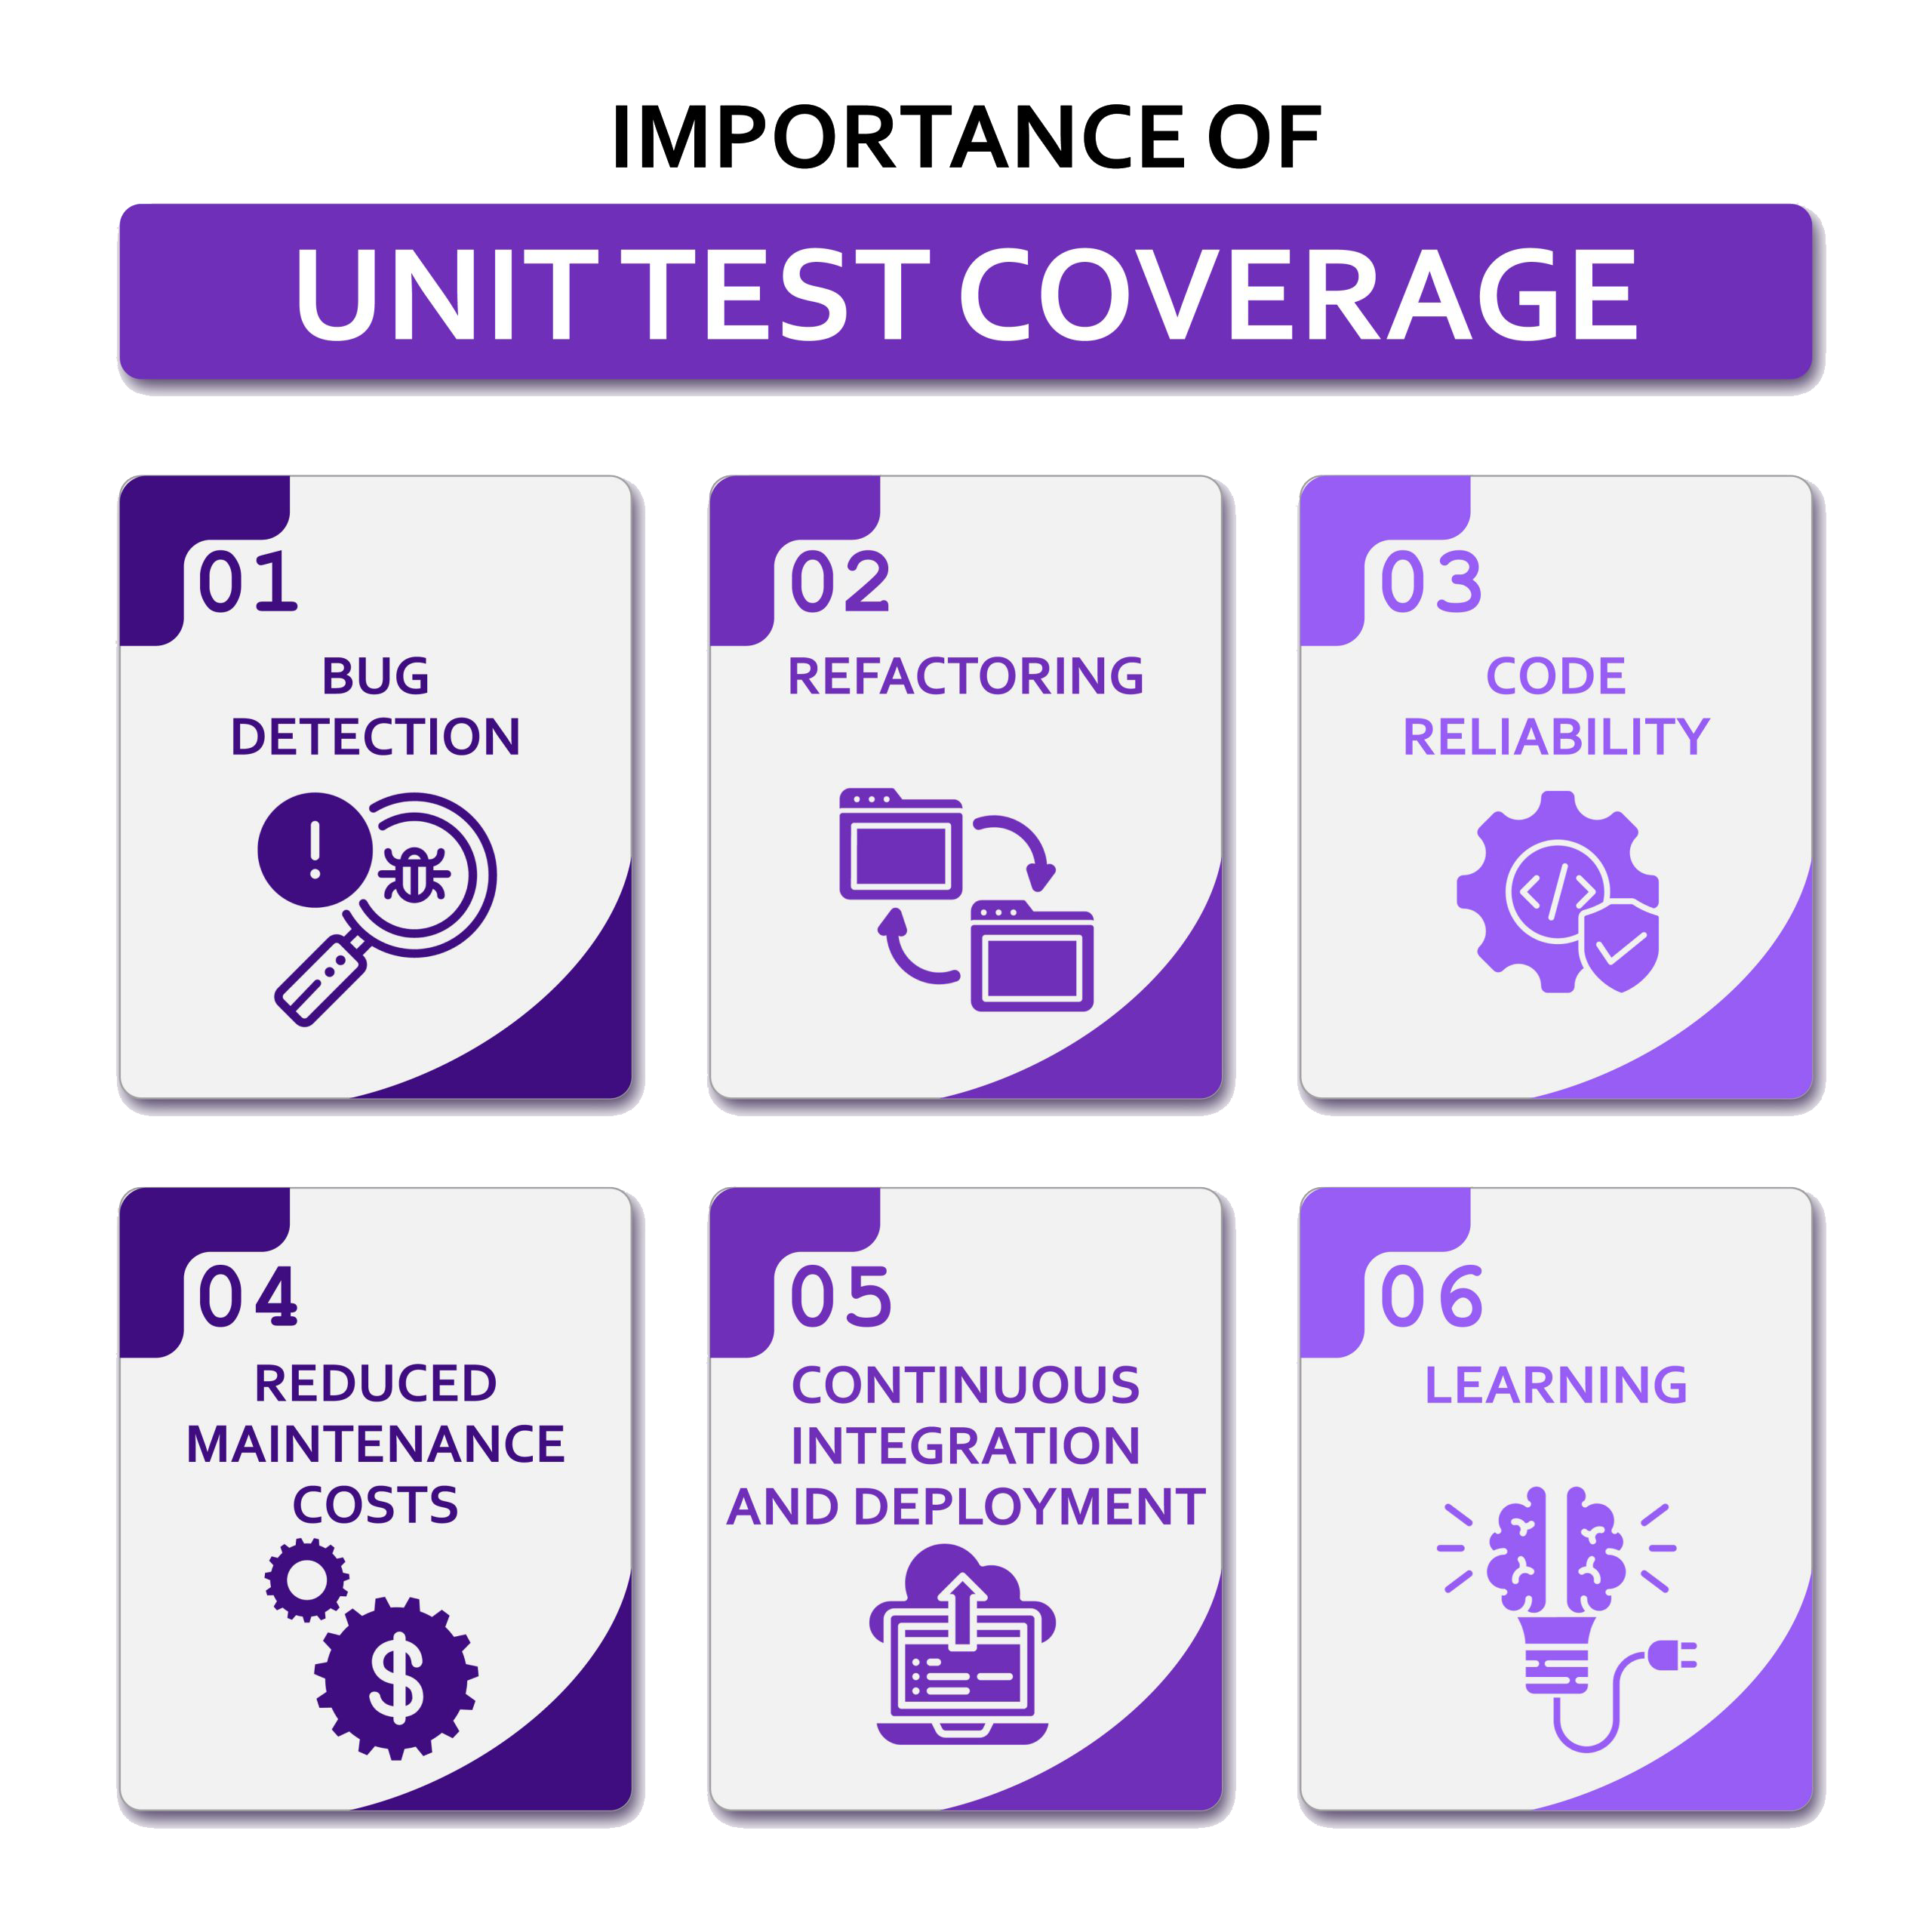 IMPORTANCE OF
UNIT TEST COVERAGE
01
BUG
DETECTION
02
REFACTORING
03
CODE
RELIABILITY
04
REDUCED
MAINTENANCE
COSTS
05
CONTINUOUS
INTEGRATION
AND DEPLOYMENT
06
LEARNING